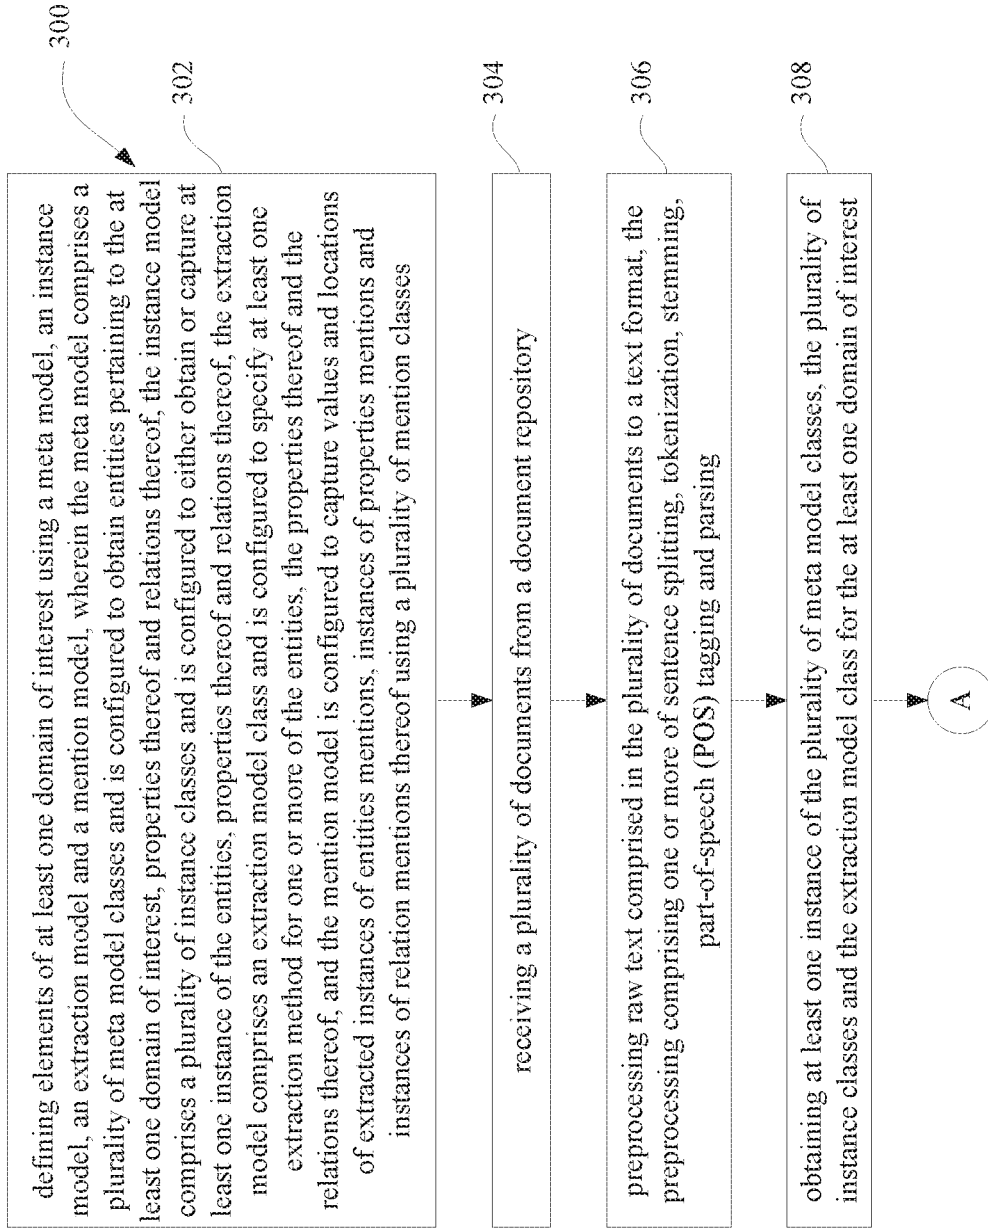 300
302
defining elements of at least one domain of interest using a meta model, an instance
model, an extraction model and a mention model, wherein the meta model comprises a
plurality of meta model classes and is configured to obtain entities pertaining to the at
least one domain of interest, properties thereof and relations thereof, the instance model
comprises a plurality of instance classes and is configured to either obtain or capture at
least one instance of the entities, properties thereof and relations thereof, the extraction
model comprises an extraction model class and is configured to specify at least one
extraction method for one or more of the entities, the properties thereof and the
relations thereof, and the mention model is configured to capture values and locations
of extracted instances of entities mentions, instances of properties mentions and
instances of relation mentions thereof using a plurality of mention classes
304
receiving a plurality of documents from a document repository
306
preprocessing raw text comprised in the plurality of documents to a text format, the
preprocessing comprising one or more of sentence splitting, tokenization, stemming,
part-of-speech (POS) tagging and parsing
308
obtaining at least one instance of the plurality of meta model classes, the plurality of
instance classes and the extraction model class for the at least one domain of interest
A